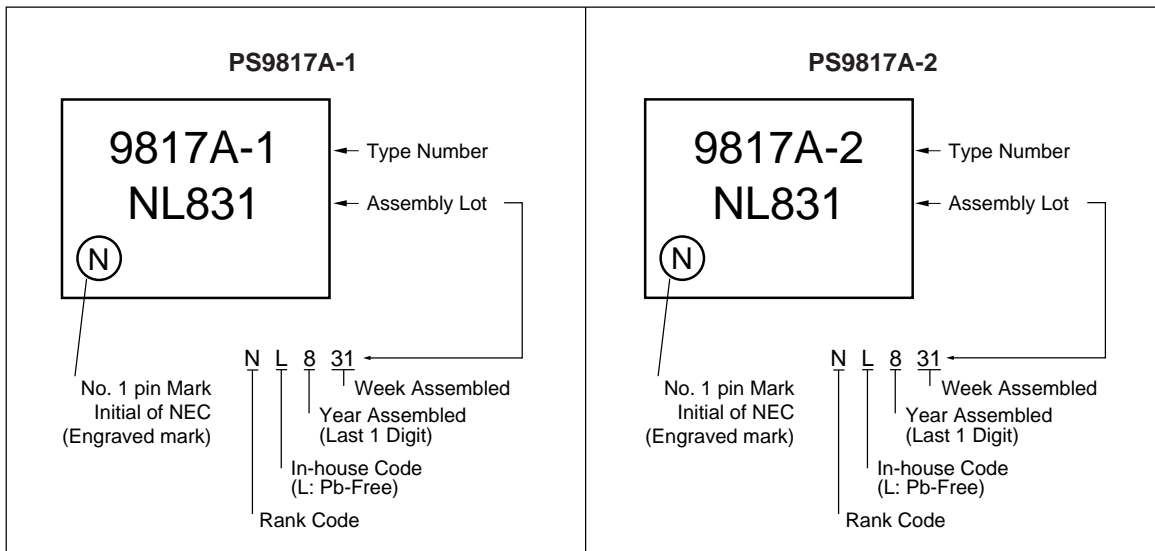 PS9817A-1
9817A-1
Type Number
NL831
Assembly Lot
N
N L 8 31
No. 1 pin Mark
Initial of NEC
(Engraved mark)
Week Assembled
Year Assembled
(Last 1 Digit)
In-house Code
(L: Pb-Free)
Rank Code
PS9817A-2
9817A-2
Type Number
NL831
Assembly Lot
N
N L 8 31
No. 1 pin Mark
Initial of NEC
(Engraved mark)
Week Assembled
Year Assembled
(Last 1 Digit)
In-house Code
(L: Pb-Free)
Rank Code